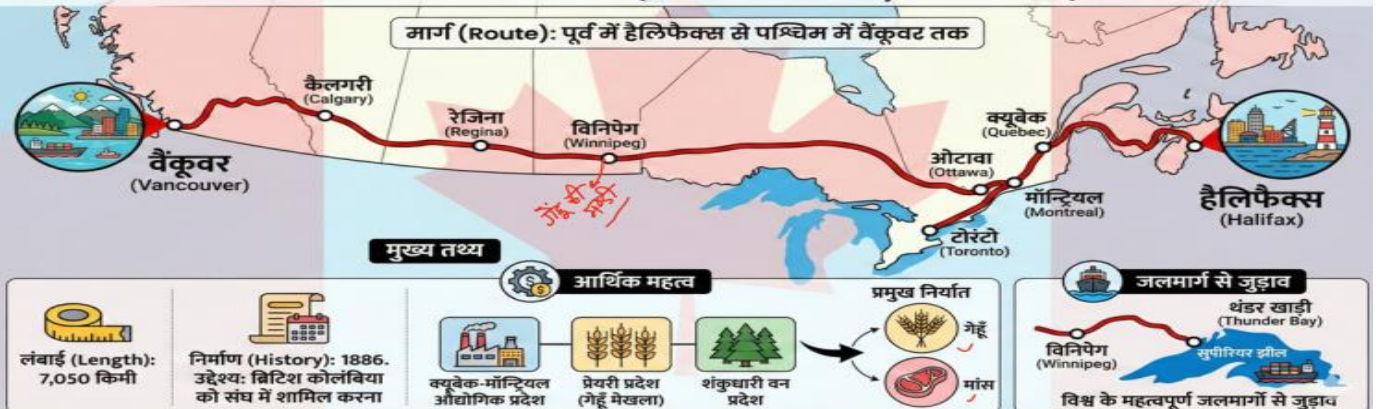 मार्ग (Route): पूर्व में हैलिफैक्स से पश्चिम में वैंकूवर तक
कैलगरी
(Calgary)
रेजिना
(Regina)
विनिपेग
(Winnipeg)
क्यूबेक
(Quebec)
वैंकूवर
(Vancouver)
ओटावा
(Ottawa)
मॉन्ट्रियल
(Montreal)
हैलिफैक्स
(Halifax)
गेंहू की
मण्डी
टोरंटो
(Toronto)
मुख्य तथ्य
लंबाई (Length):
7,050 किमी
निर्माण (History): 1886.
उद्देश्य: ब्रिटिश कोलंबिया
को संघ में शामिल करना
आर्थिक महत्व
क्यूबेक-मॉन्ट्रियल
औद्योगिक प्रदेश
प्रेयरी प्रदेश
(गेहूँ मेखला)
शंकुधारी वन
प्रदेश
प्रमुख निर्यात
गेहूँ
मांस
जलमार्ग से जुड़ाव
थंडर खाड़ी
(Thunder Bay)
विनिपेग
(Winnipeg)
सुपीरियर झील
विश्व के महत्वपूर्ण जलमार्गो से जुड़ाव